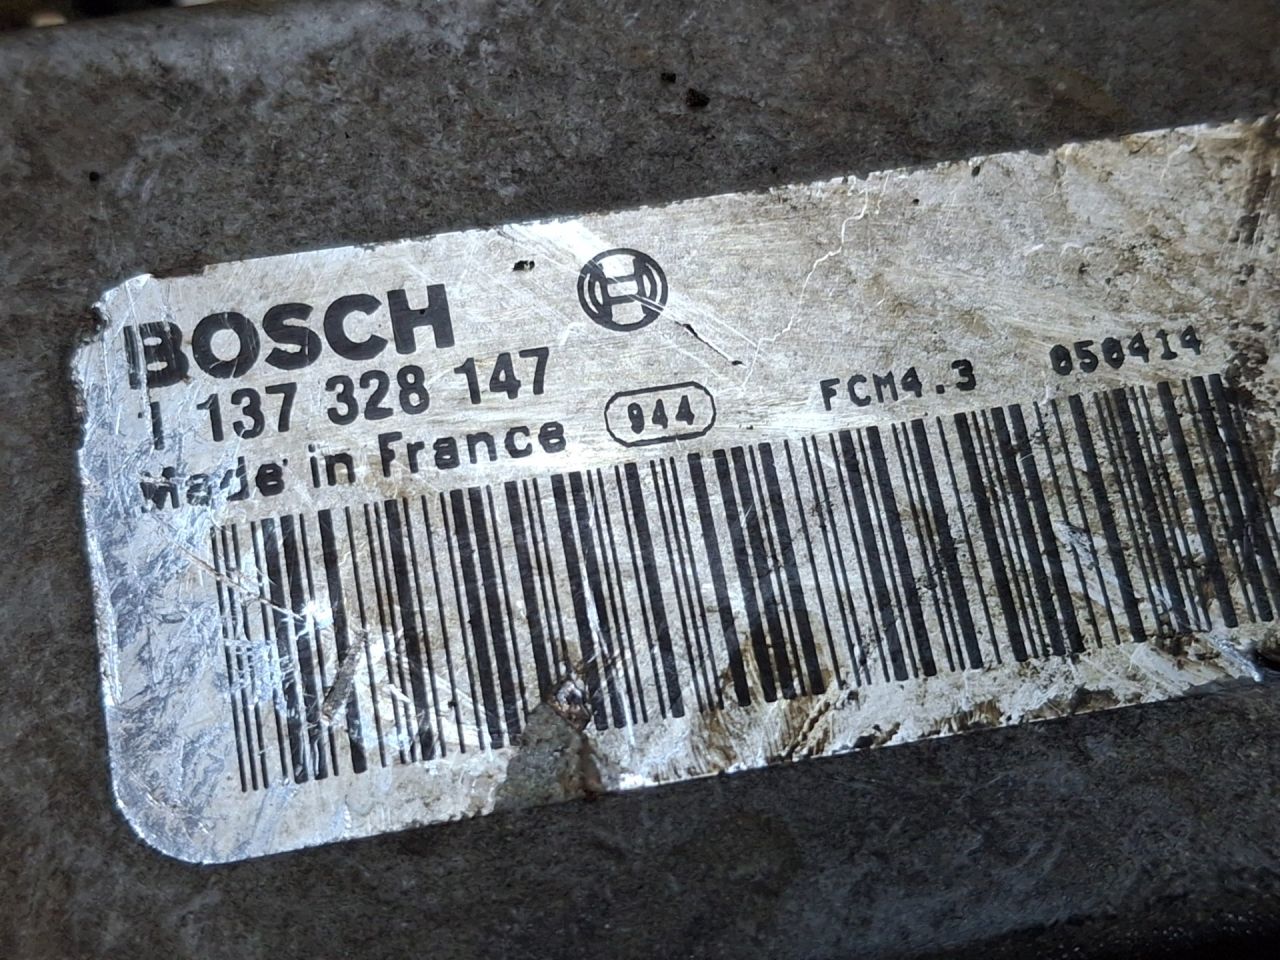 BOSCH
1 137 328 147
Made in France 944
FCM4.3 050414